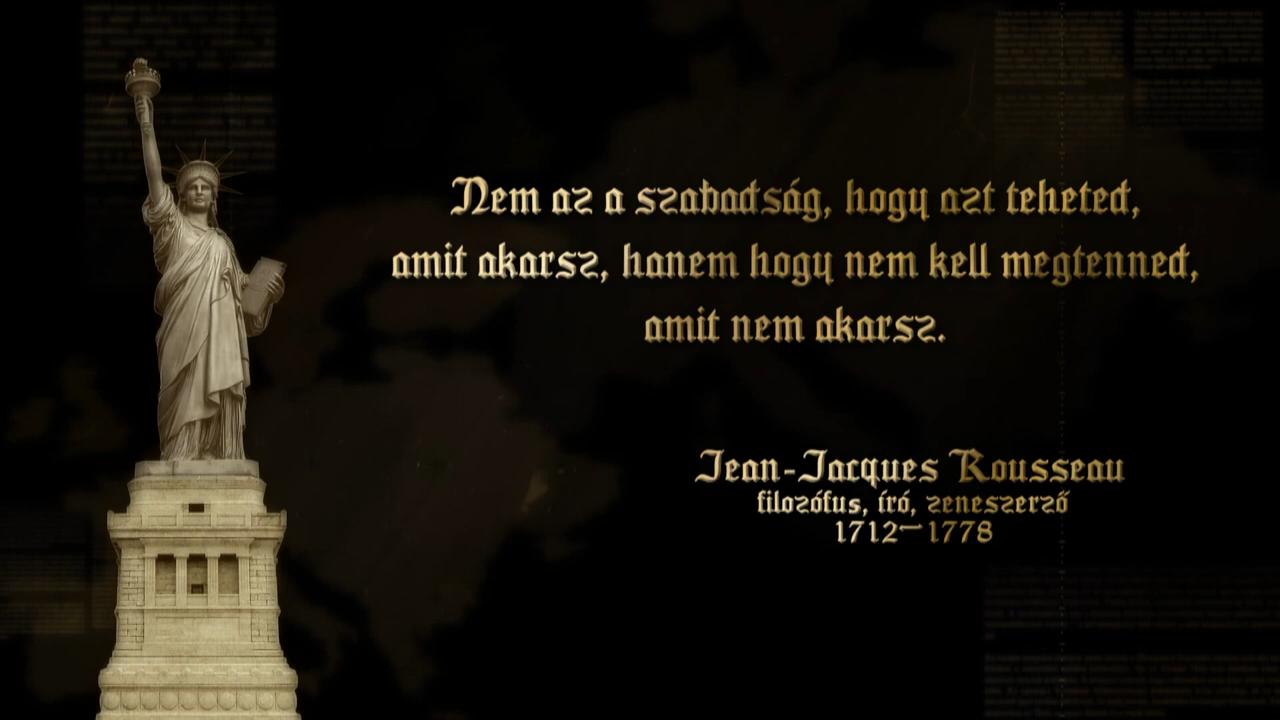 Nem az a szabadság, hogy azt teheted,
amit akarsz, hanem hogy nem kell megtenned,
amit nem akarsz.
Jean-Jacques Rousseau
filozófus, író, zeneszerző
1712–1778